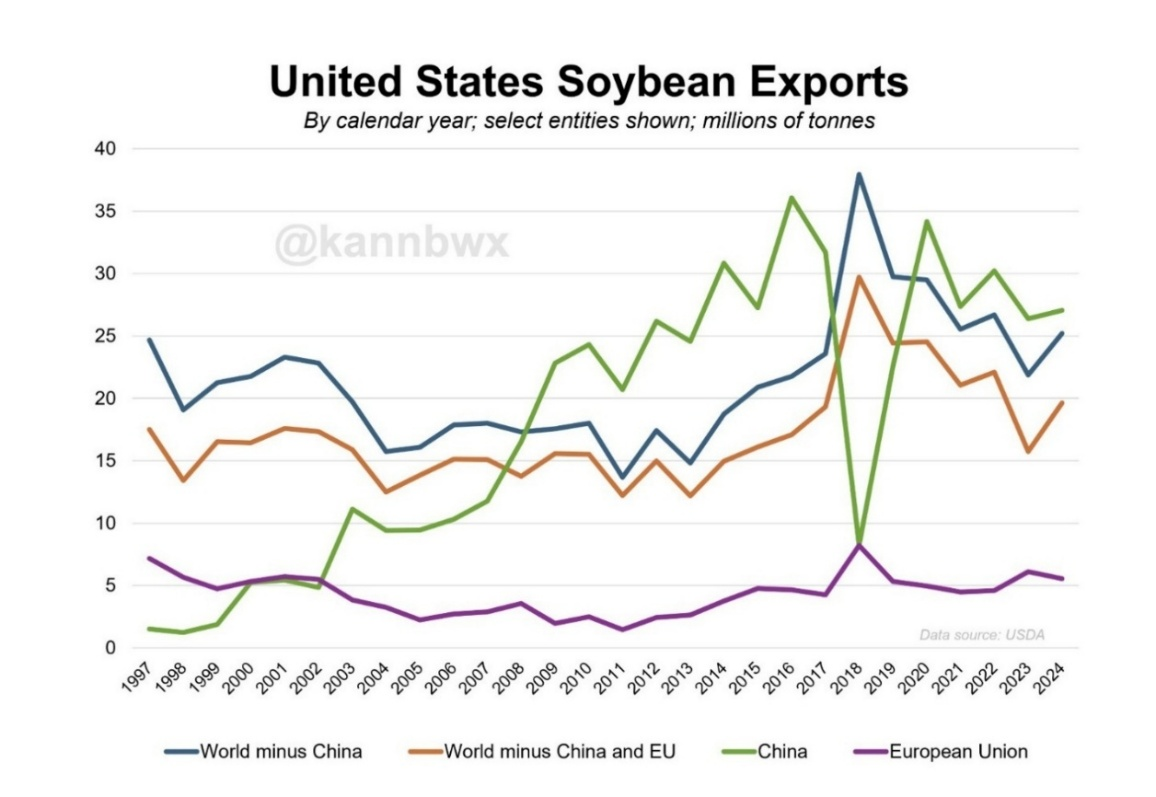 United States Soybean Exports
By calendar year; select entities shown; millions of tonnes
40
35
@kannbwx
30
25
20
15
10
5
Data source: USDA
0
1997 1998 1999 2000 2001 2002 2003 2004 2005 2006 2007 2008 2009 2010 2011 2012 2013 2014 2015 2016 2017 2018 2019 2020 2021 2022 2023 2024
World minus China World minus China and EU China European Union